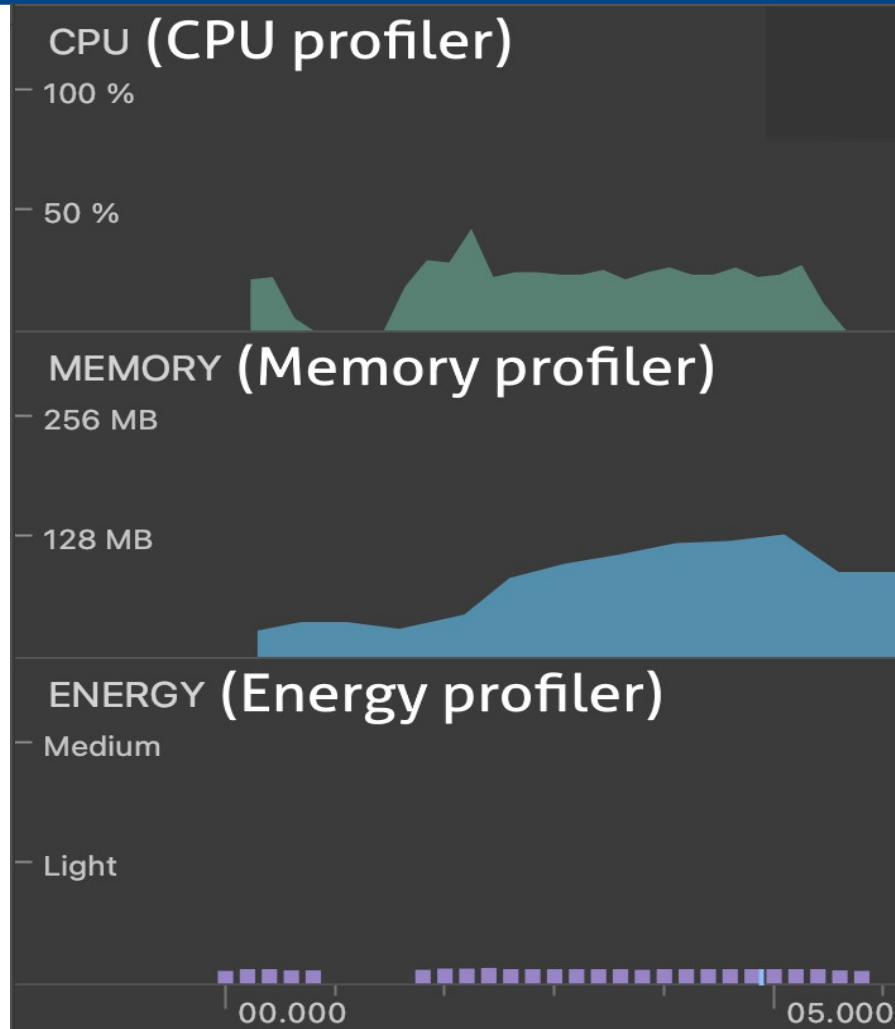 CPU (CPU profiler)
100 %
50 %
MEMORY (Memory profiler)
256 MB
128 MB
ENERGY (Energy profiler)
Medium
Light
00.000 05.000